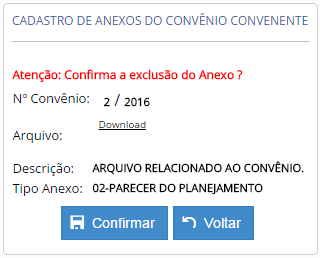 CADASTRO DE ANEXOS DO CONVÊNIO CONVENENTE
Atenção: Confirma a exclusão do Anexo ?
Nº Convênio: 2 / 2016
Download
Arquivo:
Descrição: ARQUIVO RELACIONADO AO CONVÊNIO.
Tipo Anexo: 02-PARECER DO PLANEJAMENTO
Confirmar Voltar